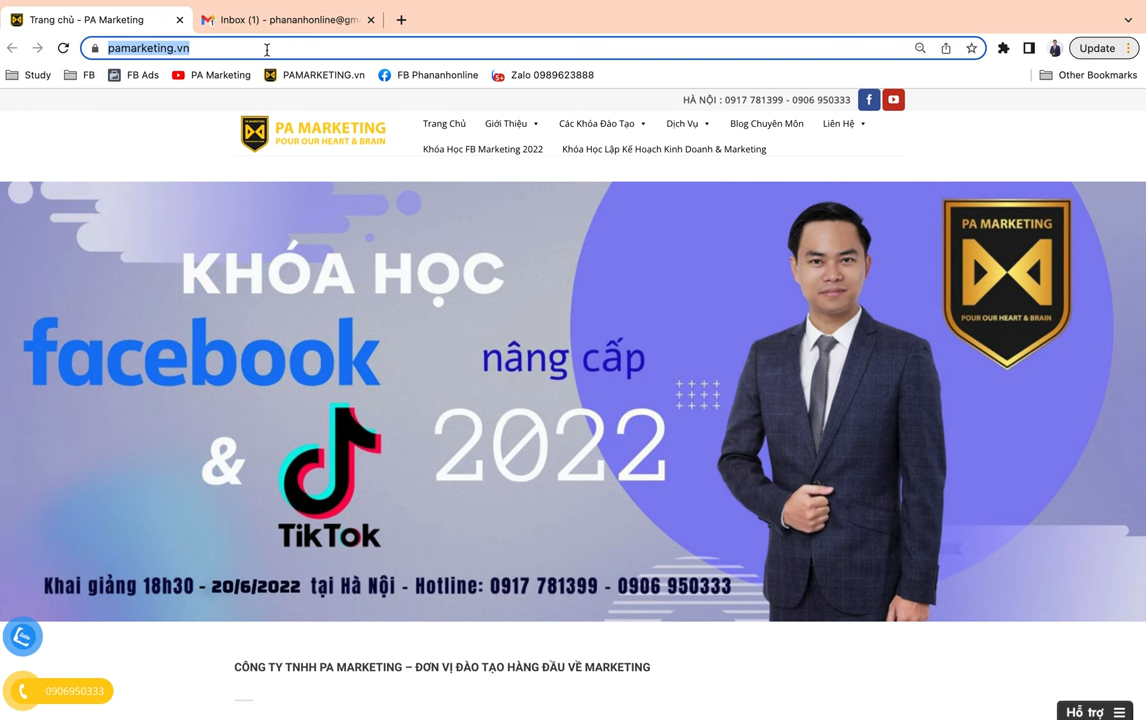 Trang chủ - PA Marketing
Inbox (1) - phananhonline@gm
pamarketing.vn
Update
Study
FB
FB Ads
PA Marketing
PAMARKETING.vn
FB Phananhonline
Zalo 0989623888
Other Bookmarks
HÀ NỘI : 0917 781399 - 0906 950333
PA MARKETING
POUR OUR HEART & BRAIN
Trang Chủ
Giới Thiệu
Các Khóa Đào Tạo
Dịch Vụ
Blog Chuyên Môn
Liên Hệ
Khóa Học FB Marketing 2022
Khóa Học Lập Kế Hoạch Kinh Doanh & Marketing
KHÓA HỌC
facebook
nâng cấp
& TikTok
2022
PA MARKETING
POUR OUR HEART & BRAIN
Khai giảng 18h30 - 20/6/2022 tại Hà Nội - Hotline: 0917 781399 - 0906 950333
Zalo
CÔNG TY TNHH PA MARKETING – ĐƠN VỊ ĐÀO TẠO HÀNG ĐẦU VỀ MARKETING
0906950333
Hỗ trợ